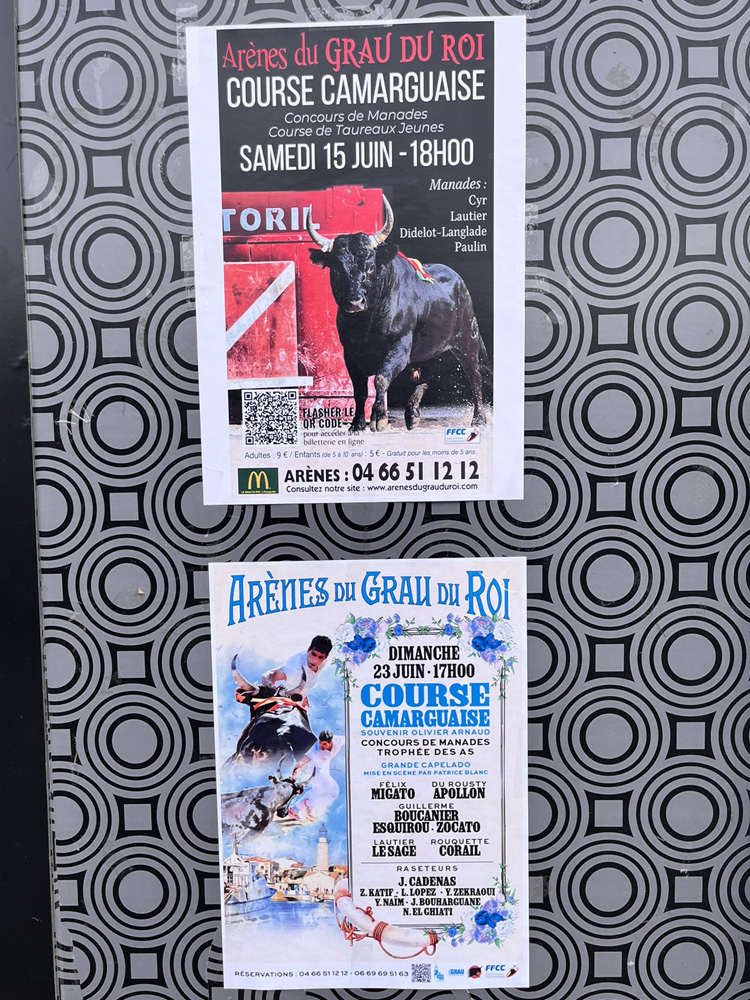 Arènes du GRAU DU ROI
COURSE CAMARGUAISE
Concours de Manades
Course de Taureaux Jeunes
SAMEDI 15 JUIN - 18H00
Manades :
Cyr
Lautier
Didelot-Langlade
Paulin
TORIL
FLASHER LE
QR CODE
pour accéder à la
billetterie en ligne
FFCC
Adultes : 9 € / Enfants (de 5 à 10 ans) : 5 € - Gratuit pour les moins de 5 ans
ARÈNES : 04 66 51 12 12
Consultez notre site : www.arenesdugrauduroi.com
ARÈNES DU GRAU DU ROI
DIMANCHE
23 JUIN · 17H00
COURSE
CAMARGUAISE
SOUVENIR OLIVIER ARNAUD
CONCOURS DE MANADES
TROPHÉE DES AS
GRANDE CAPELADO
MISE EN SCÈNE PAR PATRICE BLANC
FÉLIX DU ROUSTY
MIGATO APOLLON
GUILLERME
BOUCANIER
ESQUIROU · ZOCATO
LAUTIER ROUQUETTE
LE SAGE CORAIL
RASETEURS
J. CADENAS
Z. KATIF · L. LOPEZ · Y. ZEKRAOUI
Y. NAÏM · J. BOUHARGUANE
N. EL GHIATI
RÉSERVATIONS : 04 66 51 12 12 - 06 69 69 51 63
GRAU
FFCC